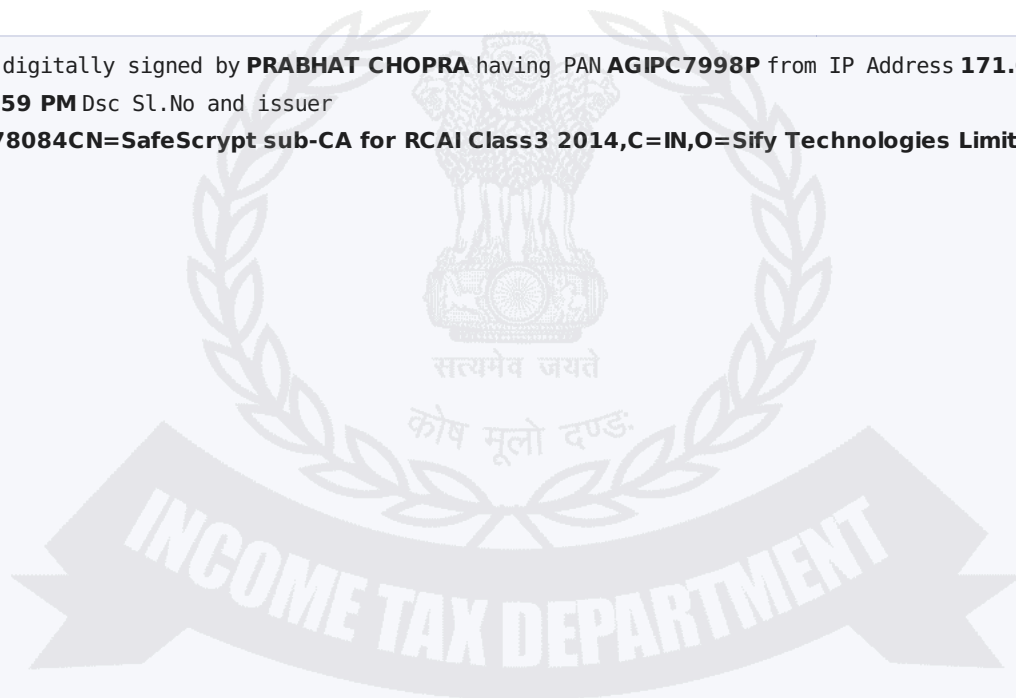 digitally signed by PRABHAT CHOPRA having PAN AGIPC7998P from IP Address 171.
59 PM Dsc Sl.No and issuer
78084CN=SafeScrypt sub-CA for RCAI Class3 2014,C=IN,O=Sify Technologies Limit
सत्यमेव जयते
कोष मूलो दण्ड:
INCOME TAX DEPARTMENT